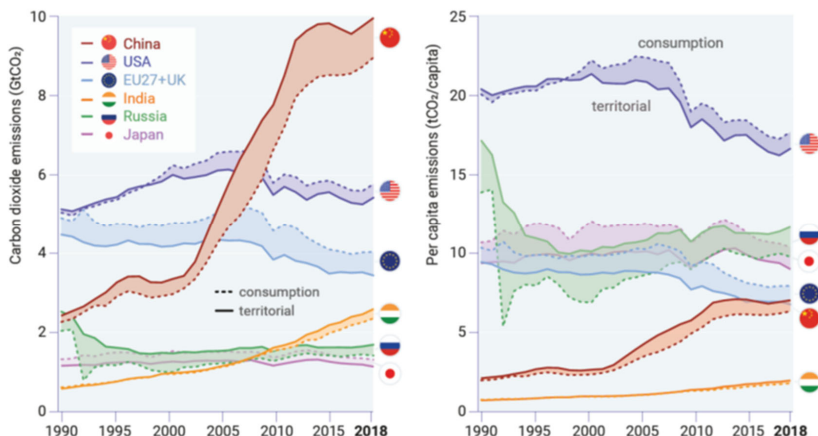 Carbon dioxide emissions (GtCO₂)
10
8
6
4
2
0
China
USA
EU27+UK
India
Russia
Japan
consumption
territorial
1990
1995
2000
2005
2010
2015
2018
Per capita emissions (tCO₂/capita)
25
20
15
10
5
0
consumption
territorial
1990
1995
2000
2005
2010
2015
2018